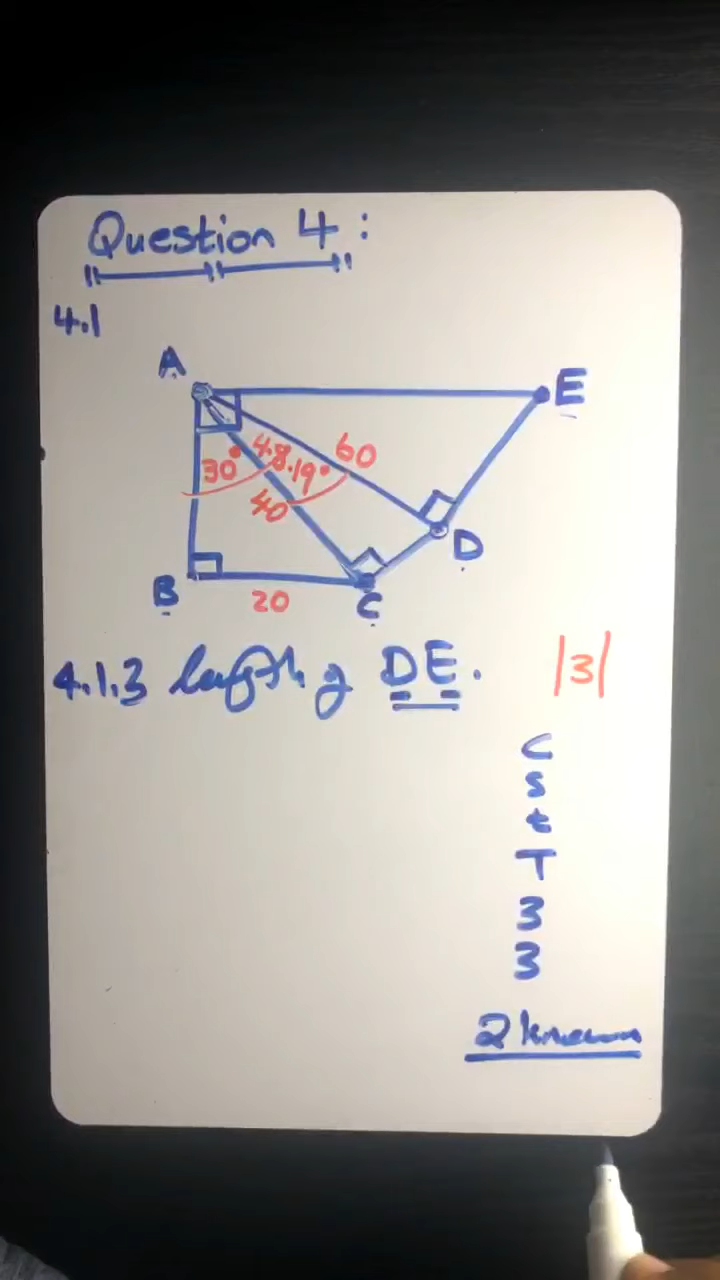 Question 4:
4.1
A
E
30° 48.19° 60
40
D
B
20
C
4.1.3 length of DE. |3|
C
S
t
T
3
3
2 known